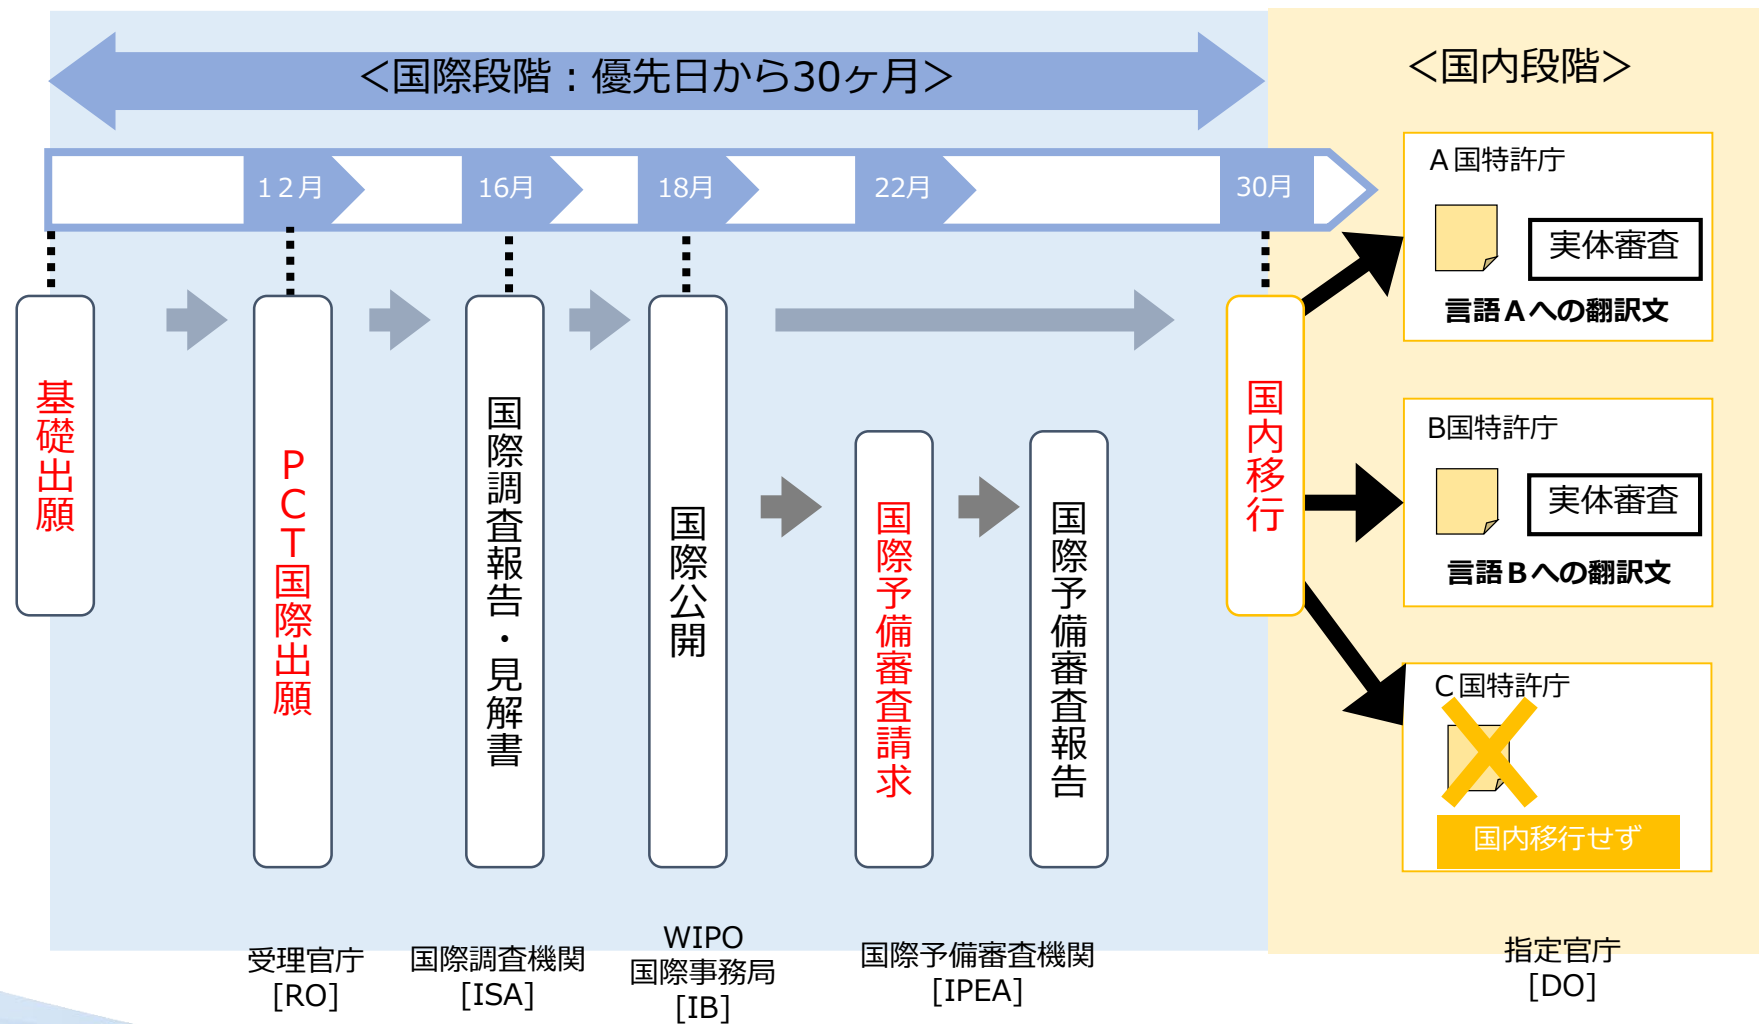 ＜国際段階：優先日から30ヶ月＞
＜国内段階＞
１２月
16月
18月
22月
30月
基礎出願
ＰＣＴ国際出願
国際調査報告・見解書
国際公開
国際予備審査請求
国際予備審査報告
国内移行
Ａ国特許庁
実体審査
言語Ａへの翻訳文
B国特許庁
実体審査
言語Ｂへの翻訳文
Ｃ国特許庁
国内移行せず
受理官庁
[RO]
国際調査機関
[ISA]
WIPO
国際事務局
[IB]
国際予備審査機関
[IPEA]
指定官庁
[DO]